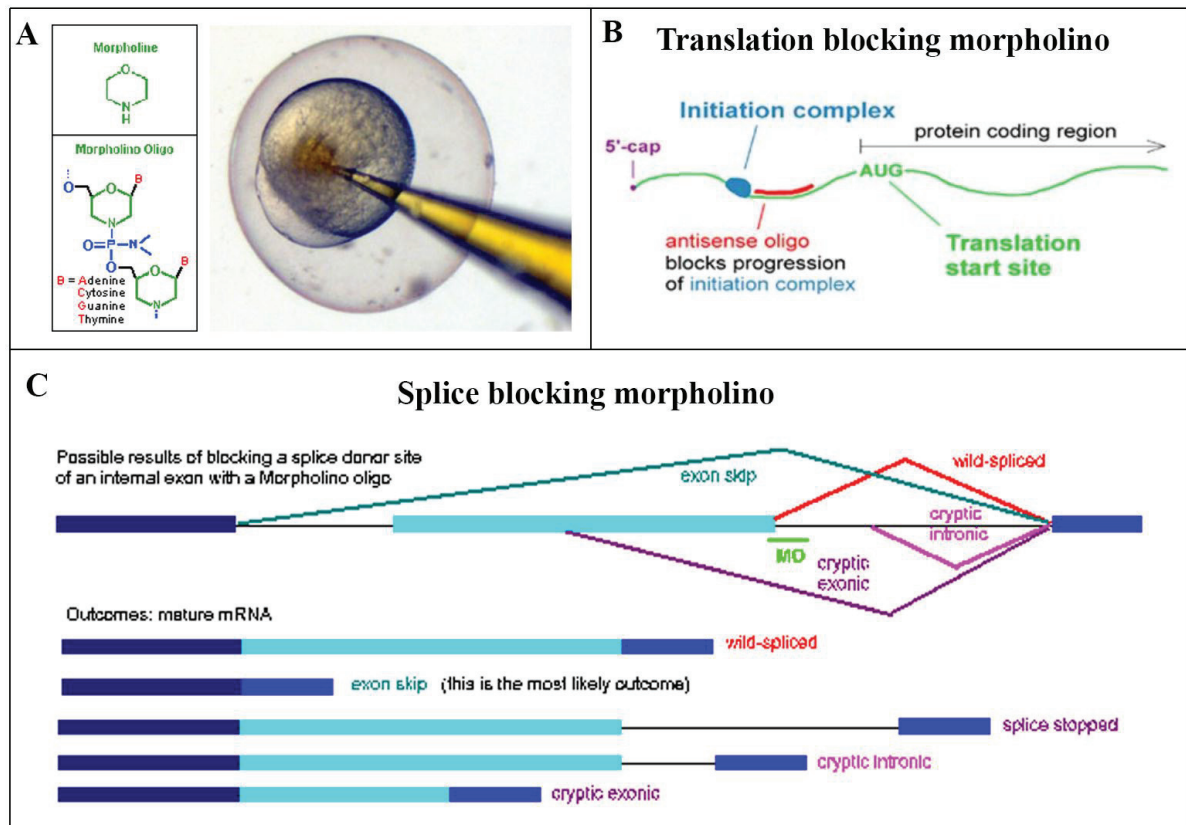 A
Morpholine
O
N
H
Morpholino Oligo
O
O
B
N
O=P-N
O
O
B
N
B = Adenine
Cytosine
Guanine
Thymine
B
Translation blocking morpholino
Initiation complex
protein coding region
5'-cap
AUG
antisense oligo
blocks progression
of initiation complex
Translation
start site
C
Splice blocking morpholino
Possible results of blocking a splice donor site
of an internal exon with a Morpholino oligo
exon skip
wild-spliced
cryptic
intronic
MO
cryptic
exonic
Outcomes: mature mRNA
wild-spliced
exon skip (this is the most likely outcome)
splice stopped
cryptic intronic
cryptic exonic